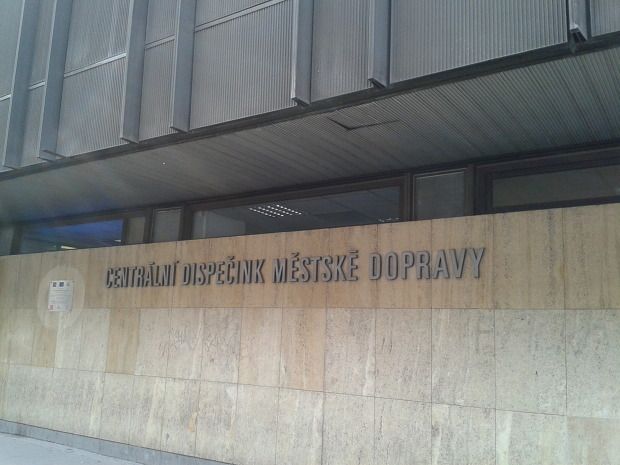 CENTRÁLNÍ DISPEČINK MĚSTSKÉ DOPRAVY